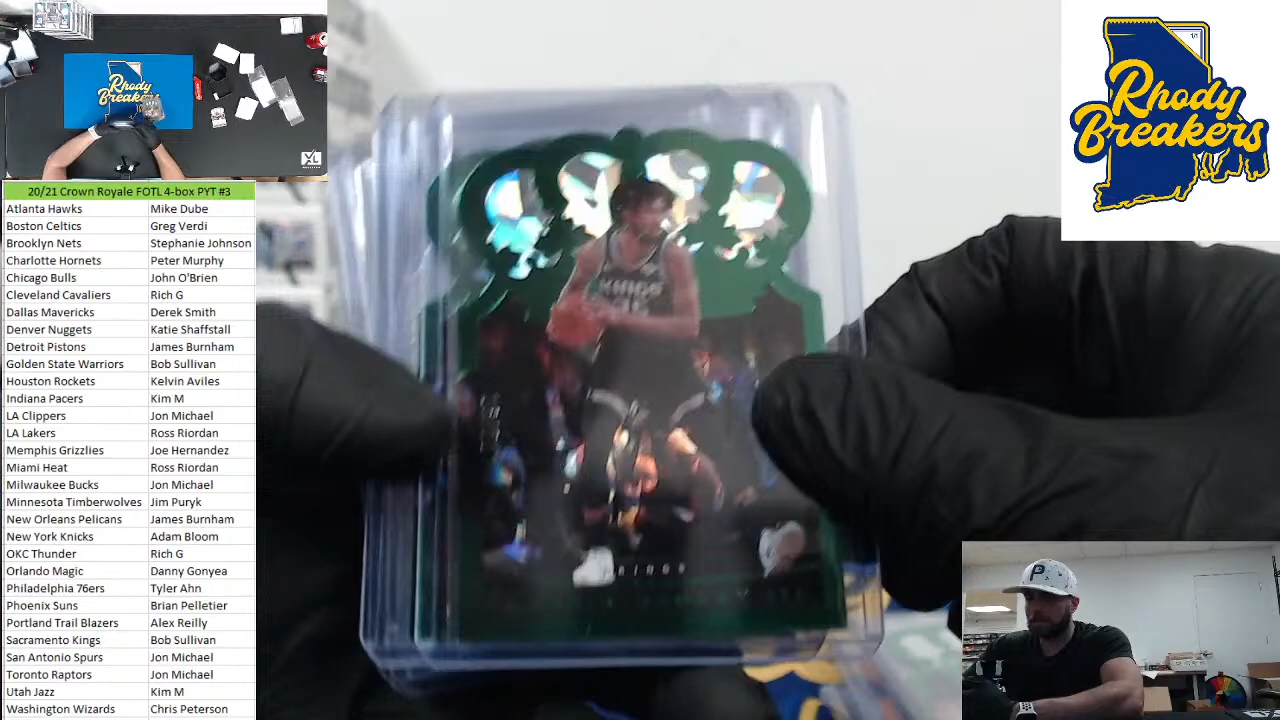 Rhody
Breakers
XL
20/21 Crown Royale FOTL 4-box PYT #3
Atlanta Hawks Mike Dube
Boston Celtics Greg Verdi
Brooklyn Nets Stephanie Johnson
Charlotte Hornets Peter Murphy
Chicago Bulls John O'Brien
Cleveland Cavaliers Rich G
Dallas Mavericks Derek Smith
Denver Nuggets Katie Shaffstall
Detroit Pistons James Burnham
Golden State Warriors Bob Sullivan
Houston Rockets Kelvin Aviles
Indiana Pacers Kim M
LA Clippers Jon Michael
LA Lakers Ross Riordan
Memphis Grizzlies Joe Hernandez
Miami Heat Ross Riordan
Milwaukee Bucks Jon Michael
Minnesota Timberwolves Jim Puryk
New Orleans Pelicans James Burnham
New York Knicks Adam Bloom
OKC Thunder Rich G
Orlando Magic Danny Gonyea
Philadelphia 76ers Tyler Ahn
Phoenix Suns Brian Pelletier
Portland Trail Blazers Alex Reilly
Sacramento Kings Bob Sullivan
San Antonio Spurs Jon Michael
Toronto Raptors Jon Michael
Utah Jazz Kim M
Washington Wizards Chris Peterson
KINGS
KINGS
1/1
Rhody
Breakers
P